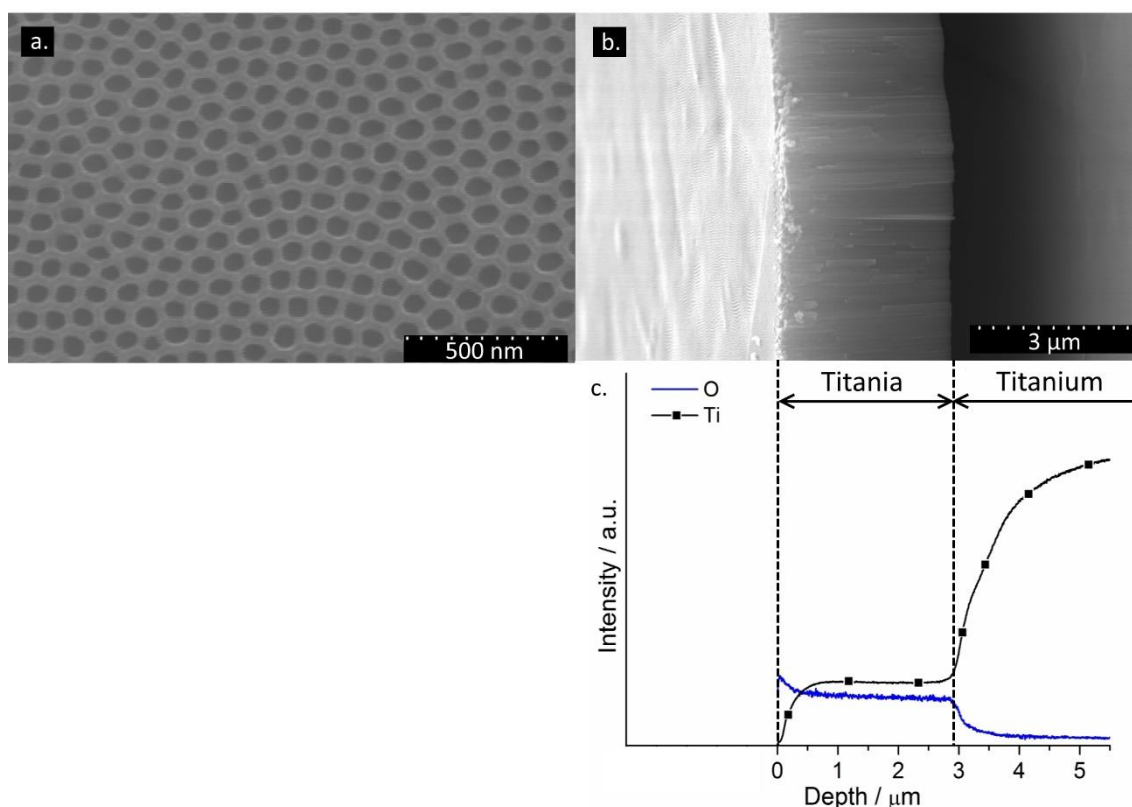 a.
500 nm
b.
3 µm
c.
O
Ti
Titania
Titanium
Intensity / a.u.
0 1 2 3 4 5
Depth / µm